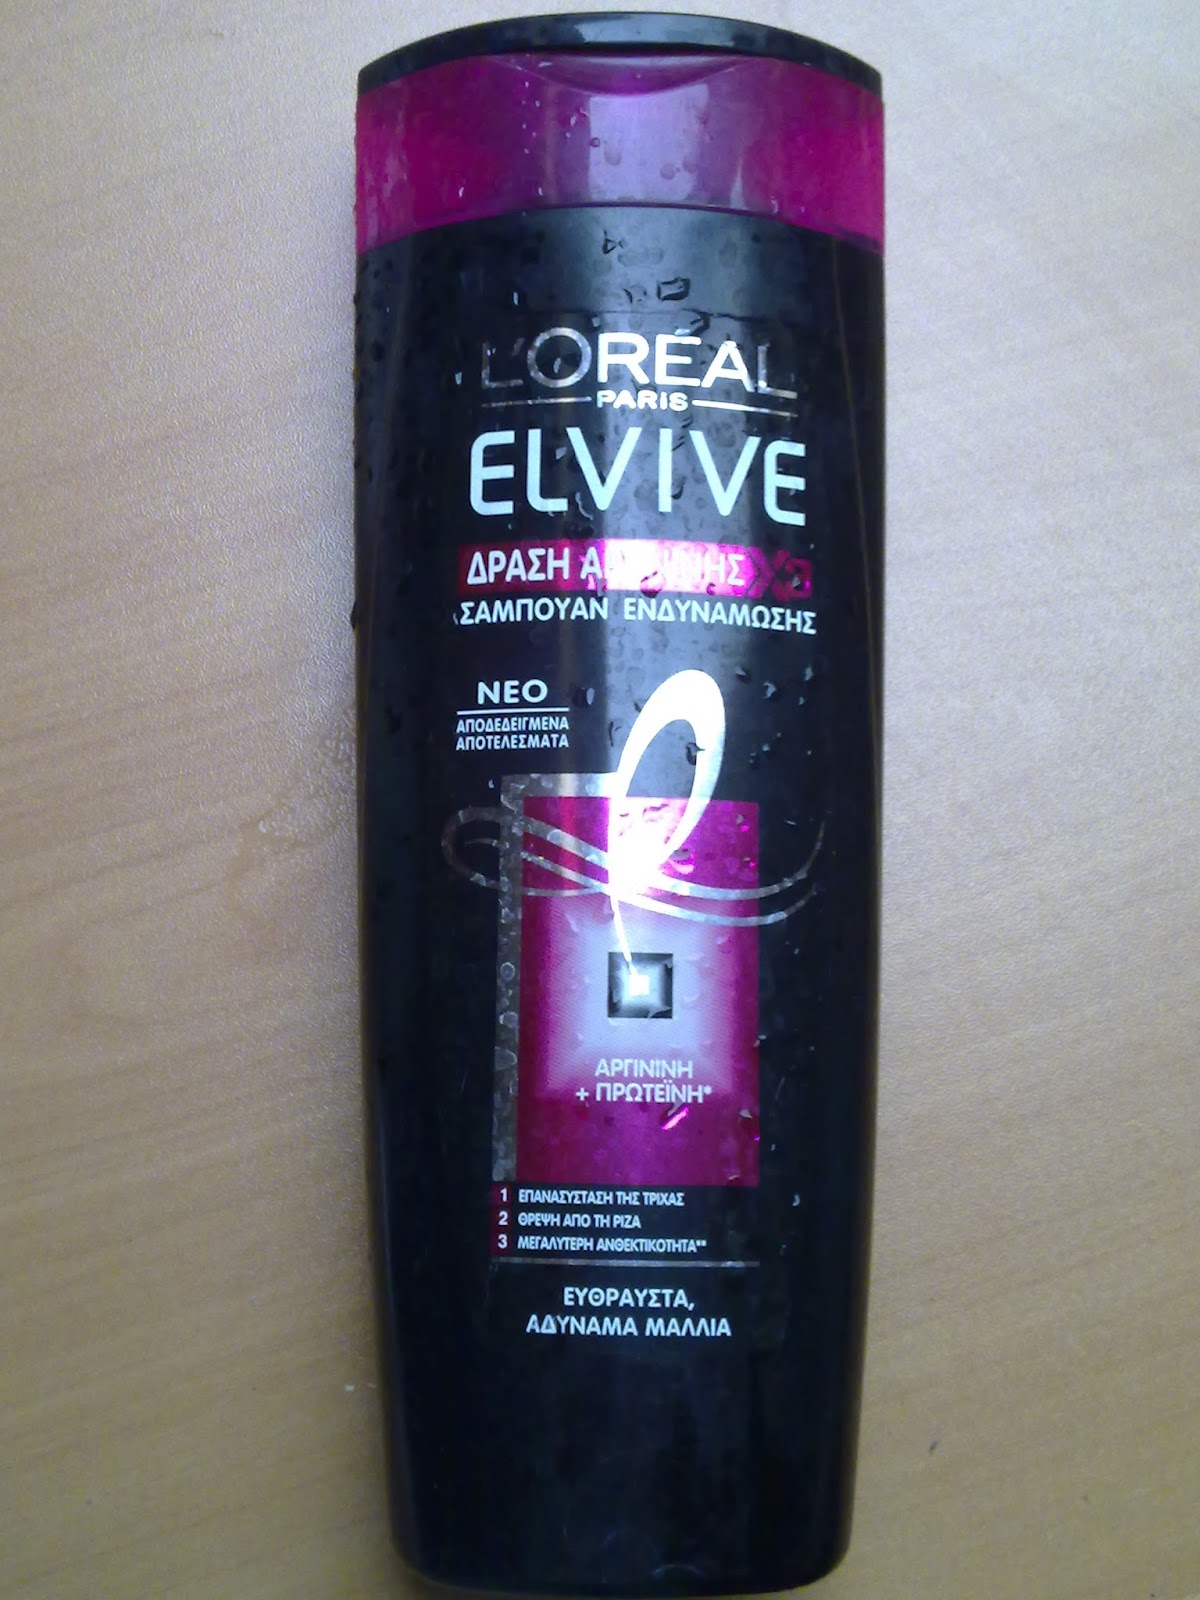 L'ORÉAL
PARIS
ELVIVE
ΔΡΑΣΗ
ΣΑΜΠΟΥΑΝ ΕΝΔΥΝΑΜΩΣΗΣ
ΝΕΟ
ΑΠΟΔΕΔΕΙΓΜΕΝΑ
ΑΠΟΤΕΛΕΣΜΑΤΑ
ΑΡΓΙΝΙΝΗ
+ ΠΡΩΤΕΪΝΗ*
1 ΕΠΑΝΑΣΥΣΤΑΣΗ ΤΗΣ ΤΡΙΧΑΣ
2 ΘΡΕΨΗ ΑΠΟ ΤΗ ΡΙΖΑ
3 ΜΕΓΑΛΥΤΕΡΗ ΑΝΘΕΚΤΙΚΟΤΗΤΑ**
ΕΥΘΡΑΥΣΤΑ,
ΑΔΥΝΑΜΑ ΜΑΛΛΙΑ